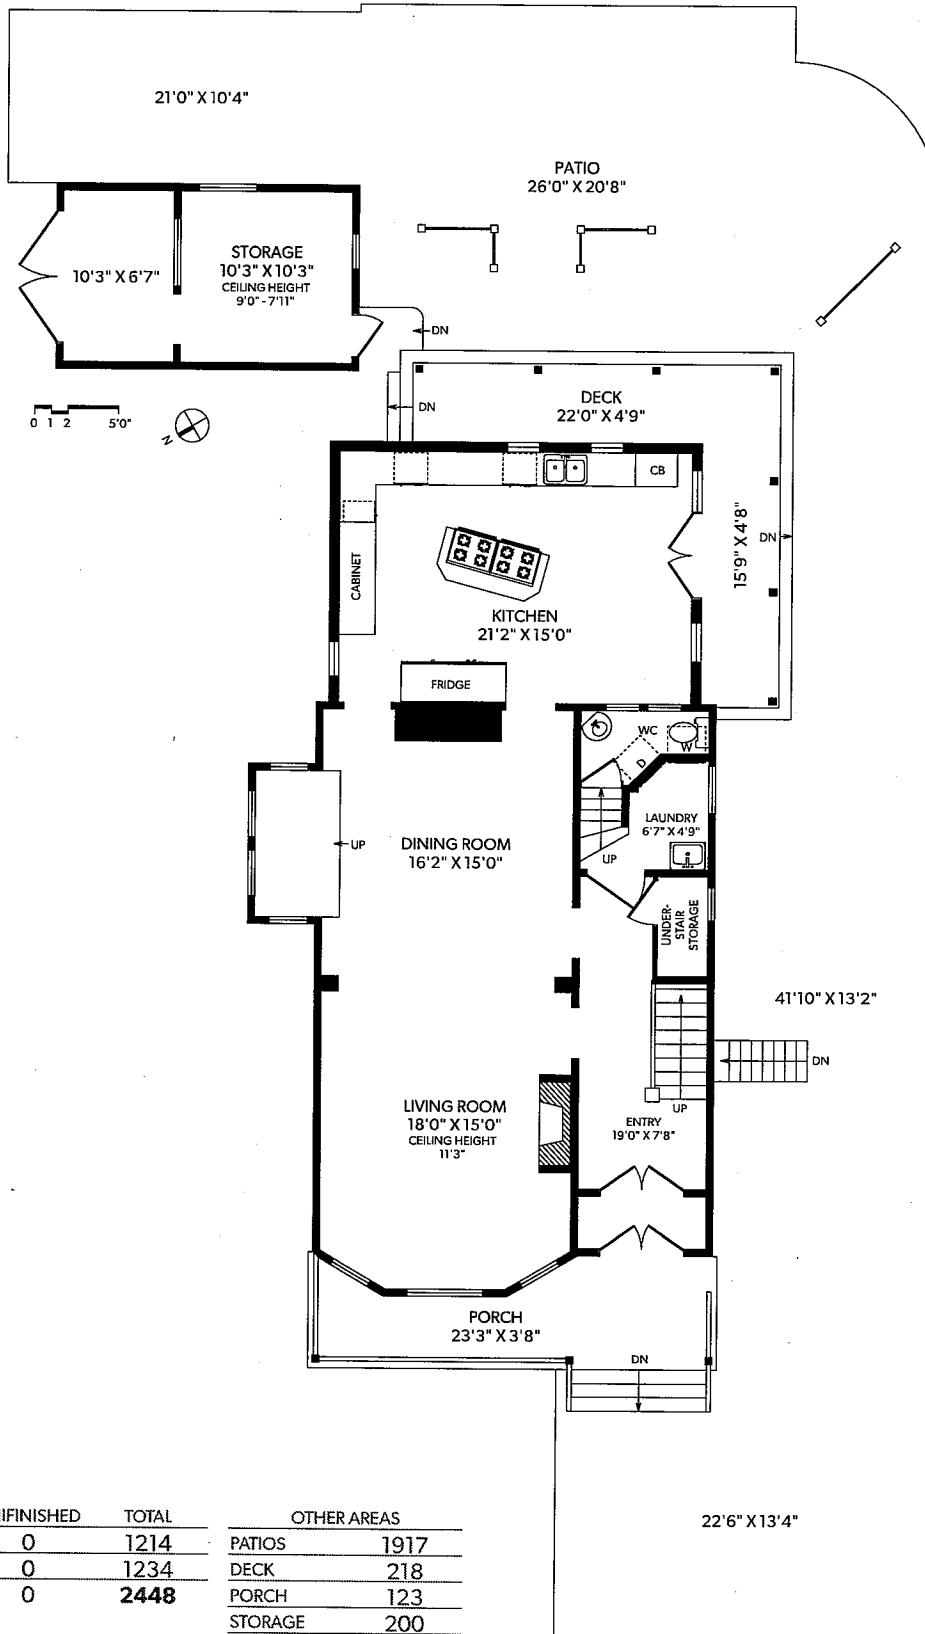 21'0" X 10'4"
PATIO
26'0" X 20'8"
STORAGE
10'3" X 10'3"
CEILING HEIGHT
9'0" - 7'11"
10'3" X 6'7"
DN
0 1 2 5'0"
N
DN
DECK
22'0" X 4'9"
CB
15'9" X 4'8"
DN
CABINET
KITCHEN
21'2" X 15'0"
FRIDGE
WC
W
D
LAUNDRY
6'7" X 4'9"
UP
UP
DINING ROOM
16'2" X 15'0"
UNDER-
STAIR
STORAGE
41'10" X 13'2"
DN
LIVING ROOM
18'0" X 15'0"
CEILING HEIGHT
11'3"
UP
ENTRY
19'0" X 7'8"
PORCH
23'3" X 3'8"
DN
22'6" X 13'4"
IFINISHED TOTAL
0 1214
0 1234
0 2448
OTHER AREAS
PATIOS 1917
DECK 218
PORCH 123
STORAGE 200